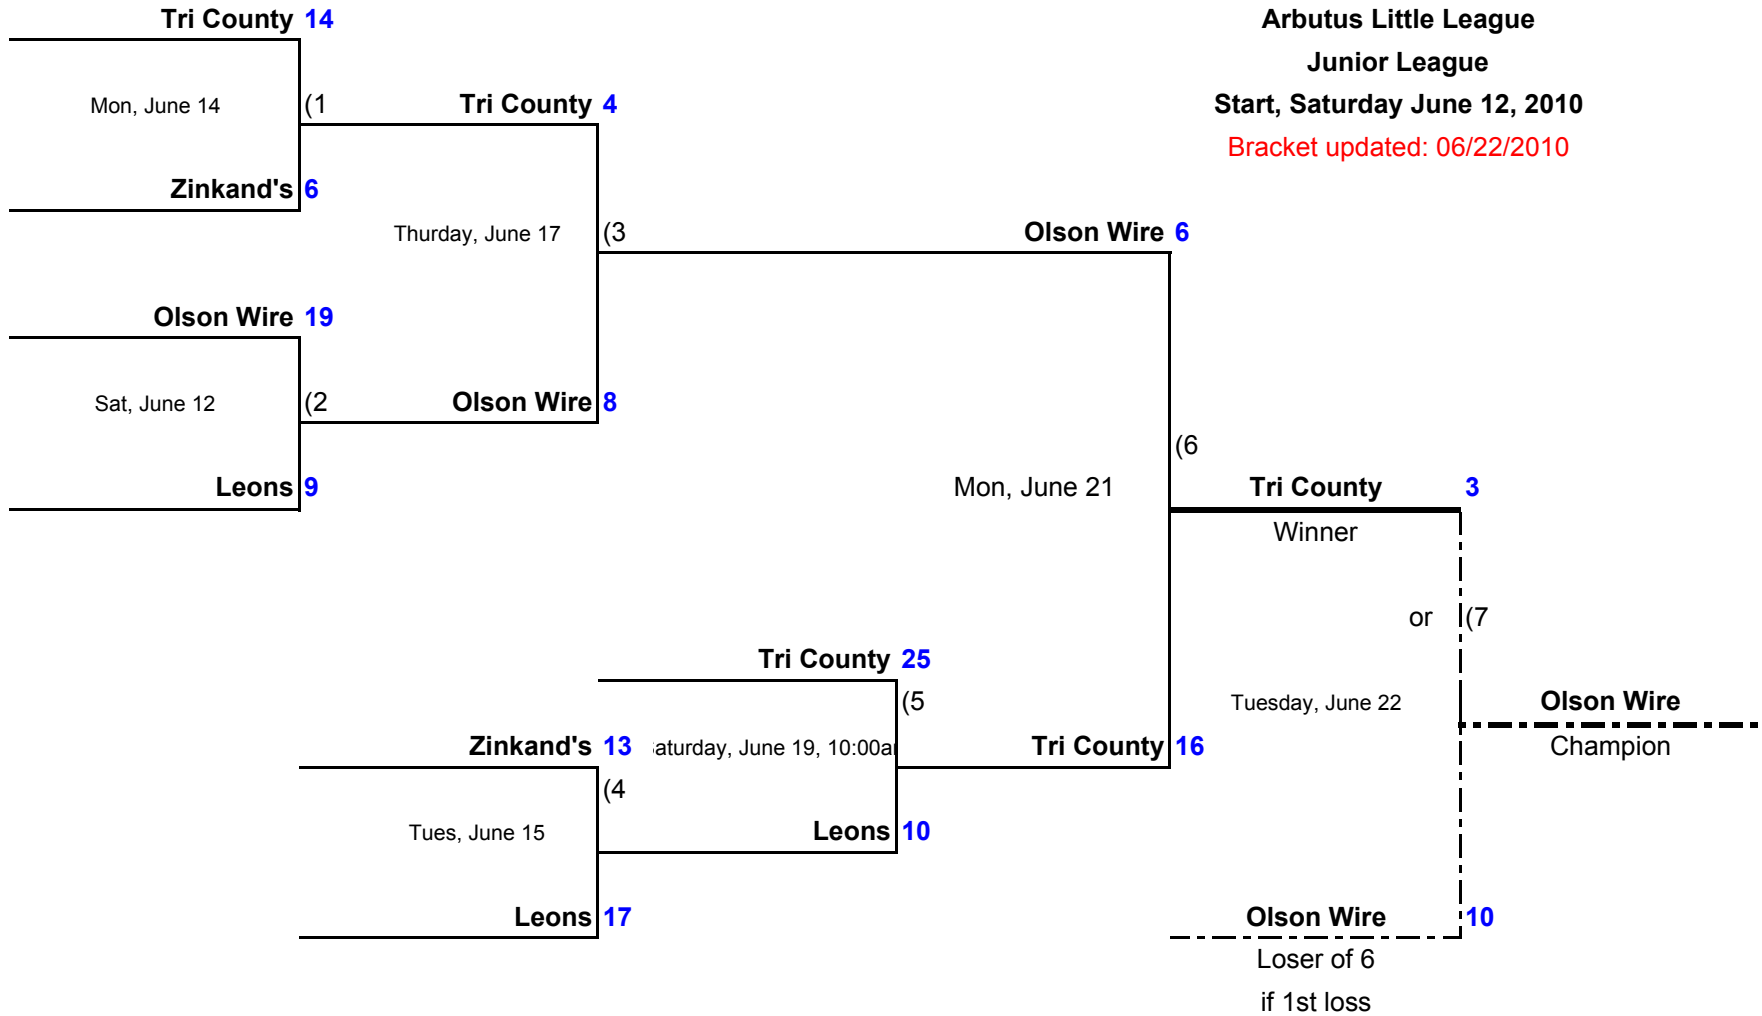 Arbutus Little League
Junior League
Start, Saturday June 12, 2010
Bracket updated: 06/22/2010
Tri County 14
Mon, June 14 (1
Zinkand's 6
Tri County 4
Thurday, June 17 (3
Olson Wire 19
Sat, June 12 (2
Leons 9
Olson Wire 8
Olson Wire 6
Mon, June 21 (6
Tri County 3
Winner
or (7
Tri County 25
(5
Zinkand's 13
aturday, June 19, 10:00a
Tri County 16
(4
Tues, June 15
Leons 10
Leons 17
Tuesday, June 22
Olson Wire
Champion
Olson Wire 10
Loser of 6
if 1st loss